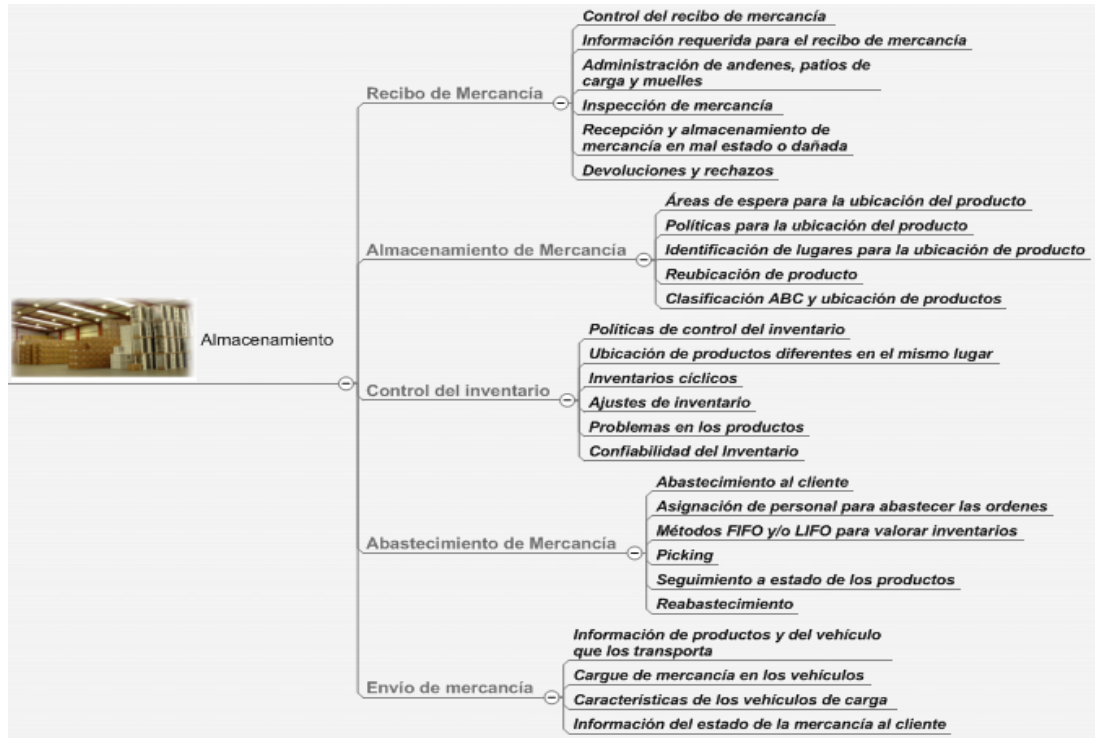 Almacenamiento
Recibo de Mercancía
Control del recibo de mercancía
Información requerida para el recibo de mercancía
Administración de andenes, patios de
carga y muelles
Inspección de mercancía
Recepción y almacenamiento de
mercancía en mal estado o dañada
Devoluciones y rechazos
Almacenamiento de Mercancía
Áreas de espera para la ubicación del producto
Políticas para la ubicación del producto
Identificación de lugares para la ubicación de producto
Reubicación de producto
Clasificación ABC y ubicación de productos
Control del inventario
Políticas de control del inventario
Ubicación de productos diferentes en el mismo lugar
Inventarios cíclicos
Ajustes de inventario
Problemas en los productos
Confiabilidad del Inventario
Abastecimiento de Mercancía
Abastecimiento al cliente
Asignación de personal para abastecer las ordenes
Métodos FIFO y/o LIFO para valorar inventarios
Picking
Seguimiento a estado de los productos
Reabastecimiento
Envío de mercancía
Información de productos y del vehículo
que los transporta
Cargue de mercancía en los vehículos
Características de los vehículos de carga
Información del estado de la mercancía al cliente